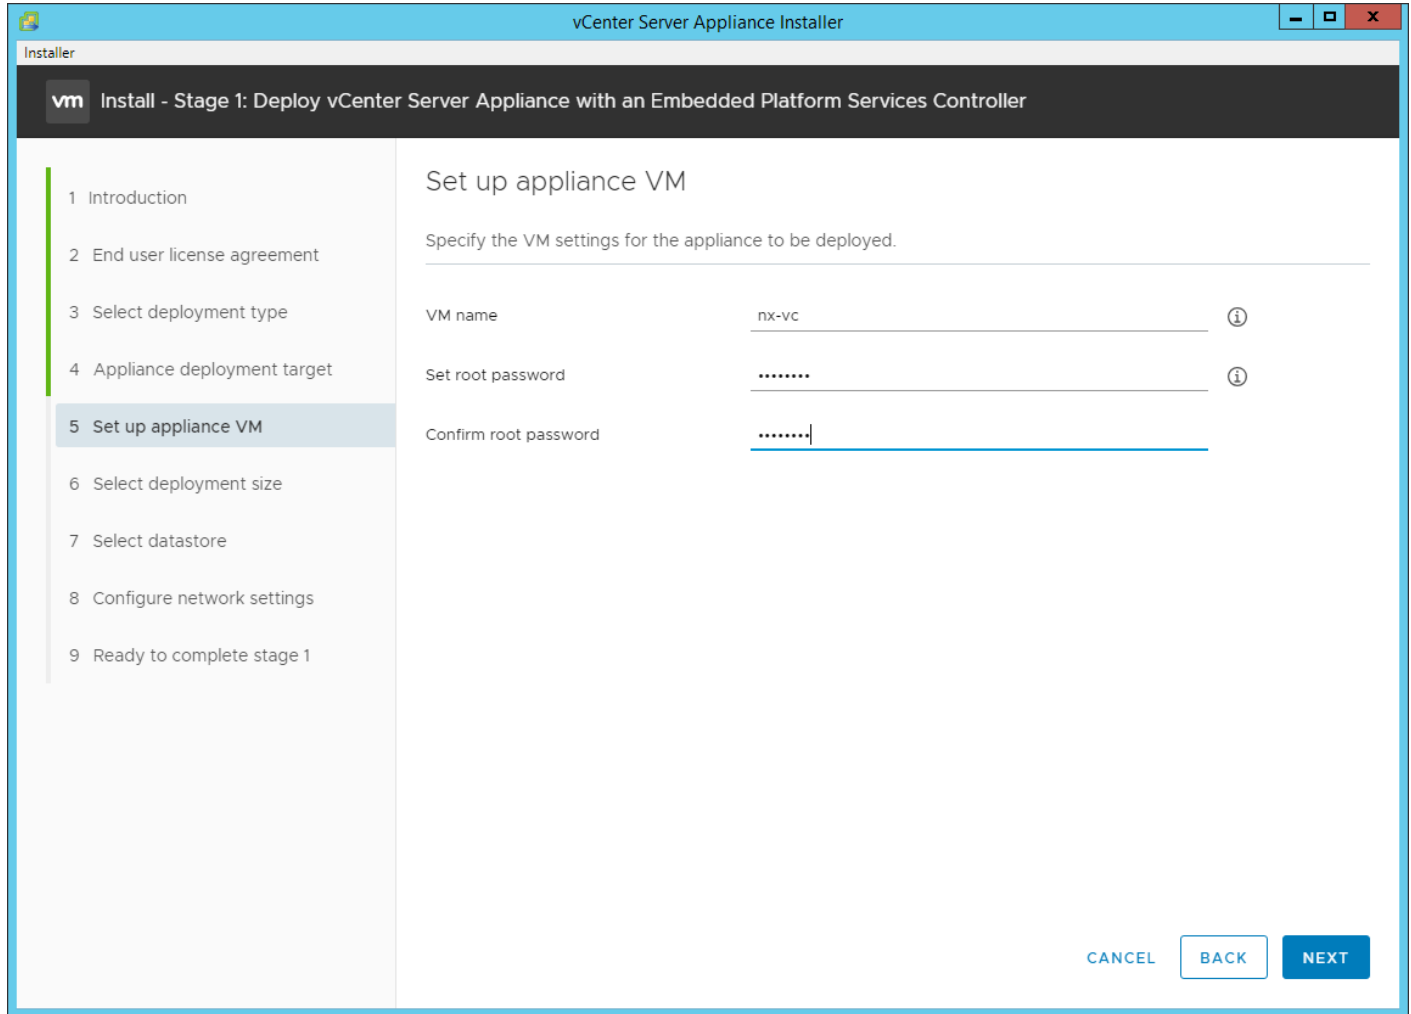 vCenter Server Appliance Installer
Installer
vm Install - Stage 1: Deploy vCenter Server Appliance with an Embedded Platform Services Controller
1 Introduction
2 End user license agreement
3 Select deployment type
4 Appliance deployment target
5 Set up appliance VM
6 Select deployment size
7 Select datastore
8 Configure network settings
9 Ready to complete stage 1
Set up appliance VM
Specify the VM settings for the appliance to be deployed.
VM name nx-vc
Set root password ••••••••
Confirm root password ••••••••
CANCEL BACK NEXT